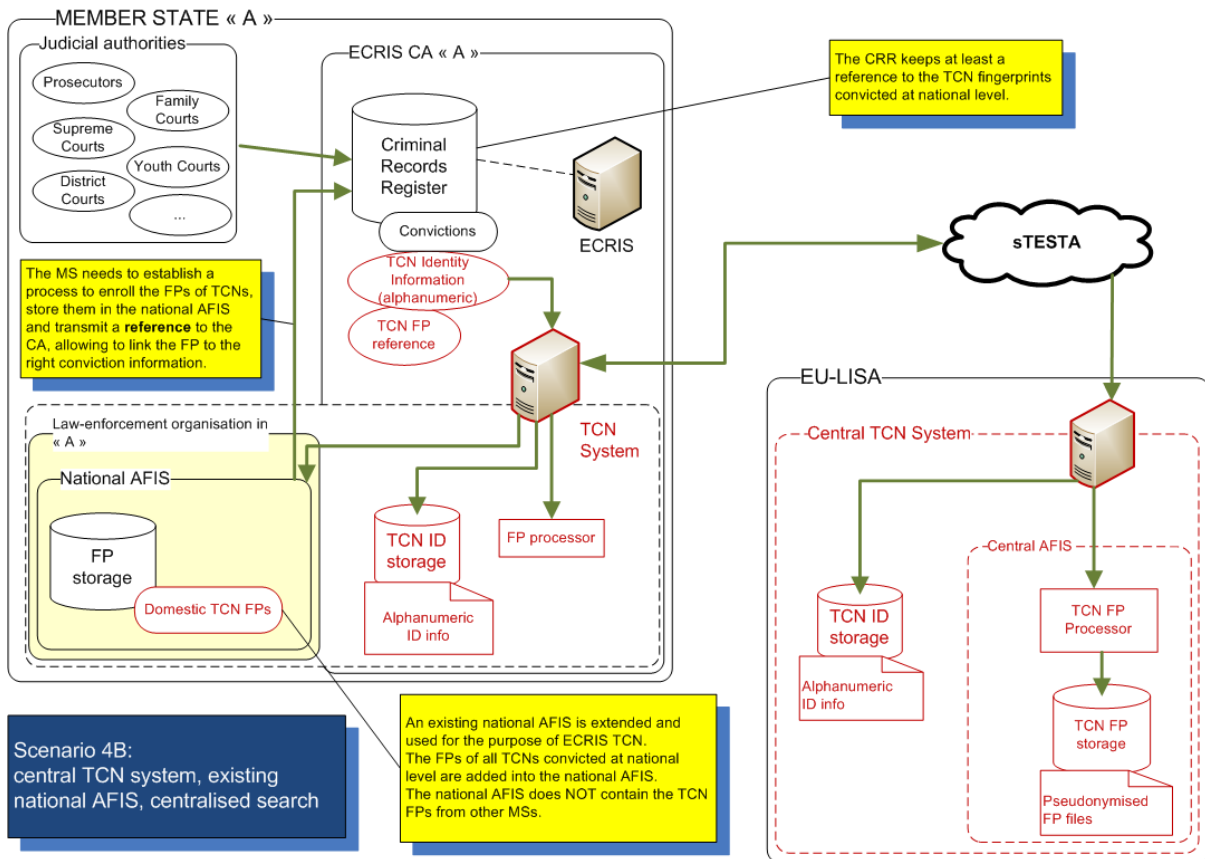 MEMBER STATE « A »
Judicial authorities
Prosecutors
Family
Courts
Supreme
Courts
Youth Courts
District
Courts
...
ECRIS CA « A »
Criminal
Records
Register
Convictions
ECRIS
TCN Identity
Information
(alphanumeric)
TCN FP
reference
The CRR keeps at least a
reference to the TCN fingerprints
convicted at national level.
The MS needs to establish a
process to enroll the FPs of TCNs,
store them in the national AFIS
and transmit a reference to the
CA, allowing to link the FP to the
right conviction information.
sTESTA
Law-enforcement organisation in
« A »
National AFIS
FP
storage
Domestic TCN FPs
TCN
System
TCN ID
storage
Alphanumeric
ID info
FP processor
EU-LISA
Central TCN System
TCN ID
storage
Alphanumeric
ID info
Central AFIS
TCN FP
Processor
TCN FP
storage
Pseudonymised
FP files
Scenario 4B:
central TCN system, existing
national AFIS, centralised search
An existing national AFIS is extended and
used for the purpose of ECRIS TCN.
The FPs of all TCNs convicted at national
level are added into the national AFIS.
The national AFIS does NOT contain the TCN
FPs from other MSs.